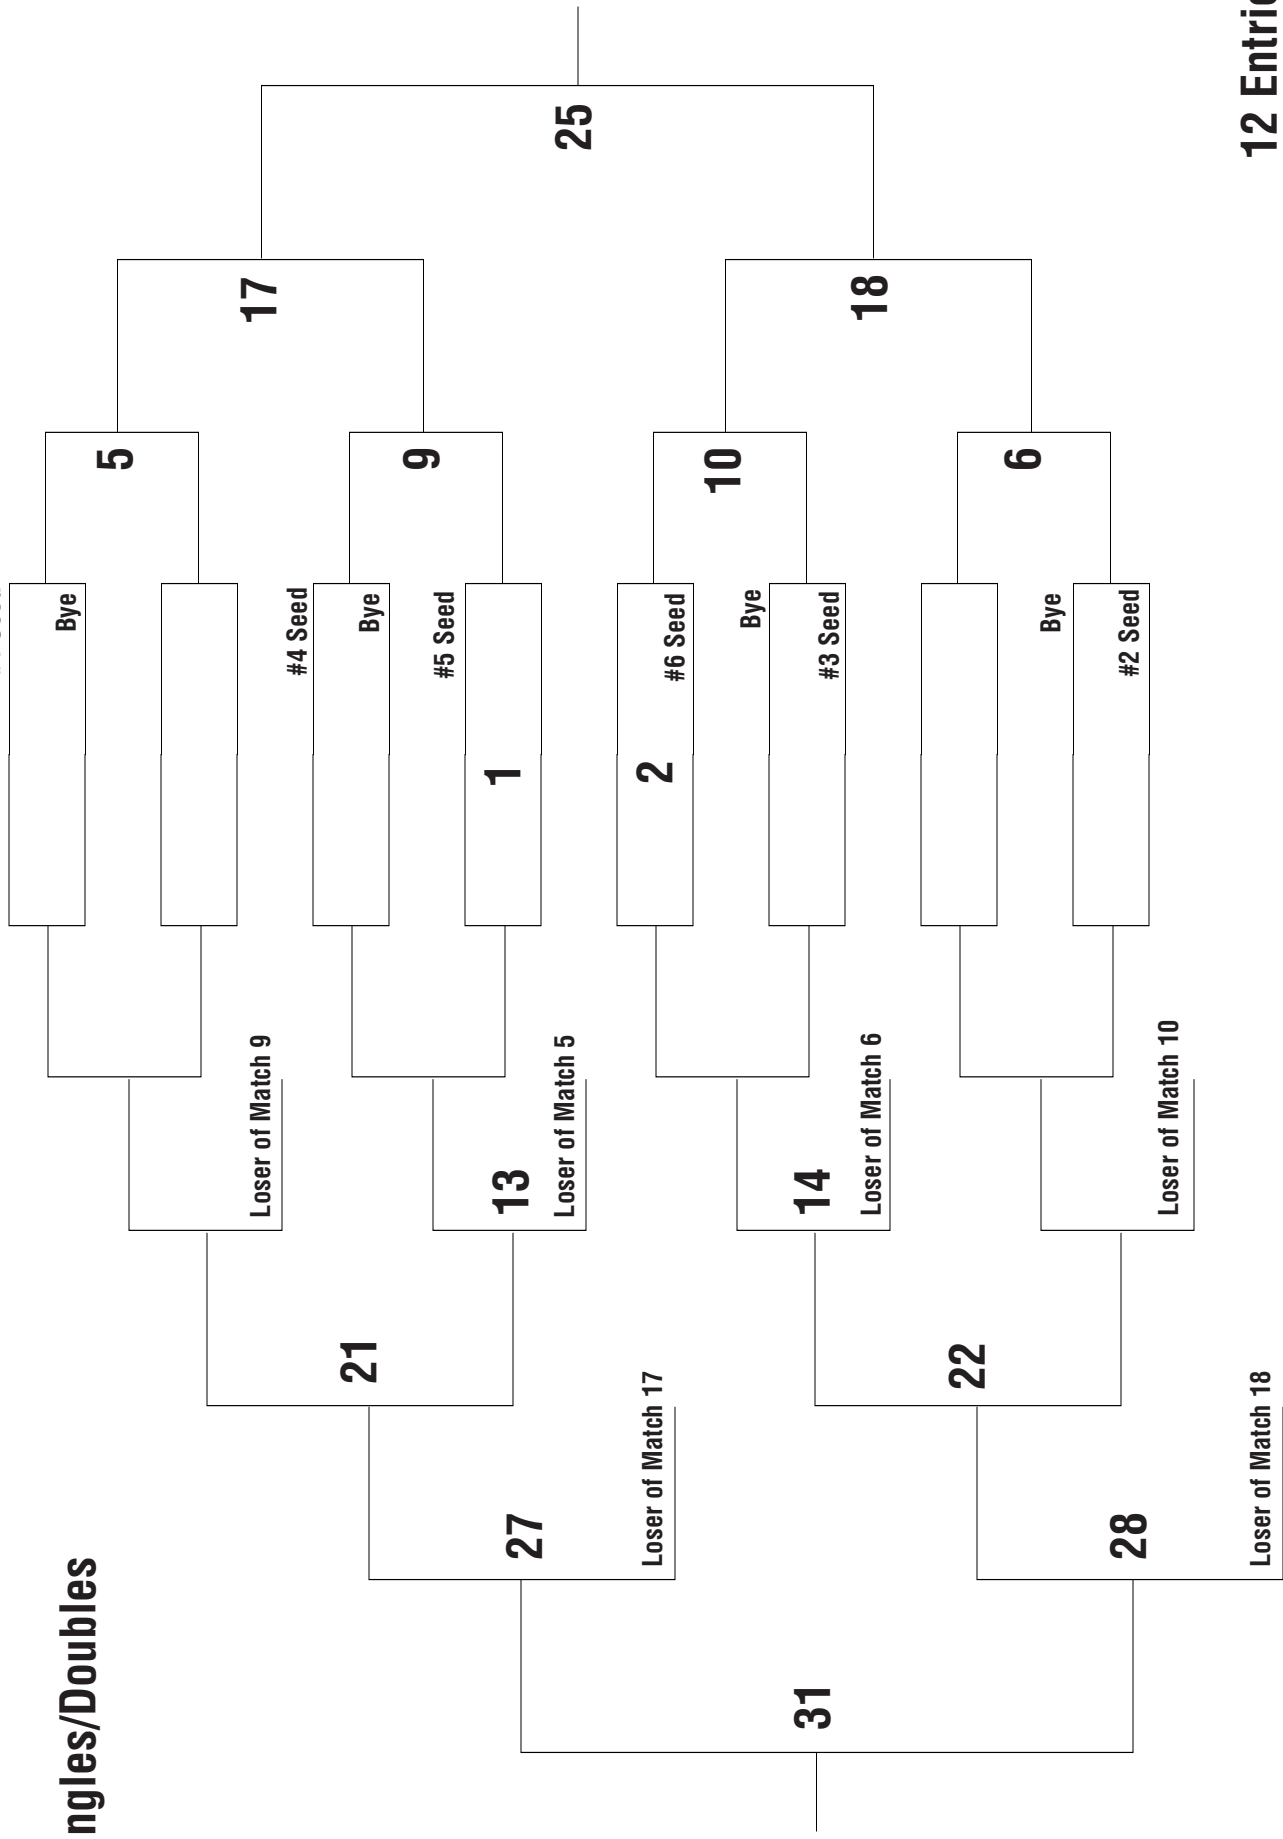 ngles/Doubles
12 Entrie
25
17
18
5
9
10
6
Bye
#4 Seed
Bye
#5 Seed
1
2
#6 Seed
Bye
#3 Seed
Bye
#2 Seed
Loser of Match 9
13
Loser of Match 5
14
Loser of Match 6
Loser of Match 10
21
22
27
Loser of Match 17
28
Loser of Match 18
31